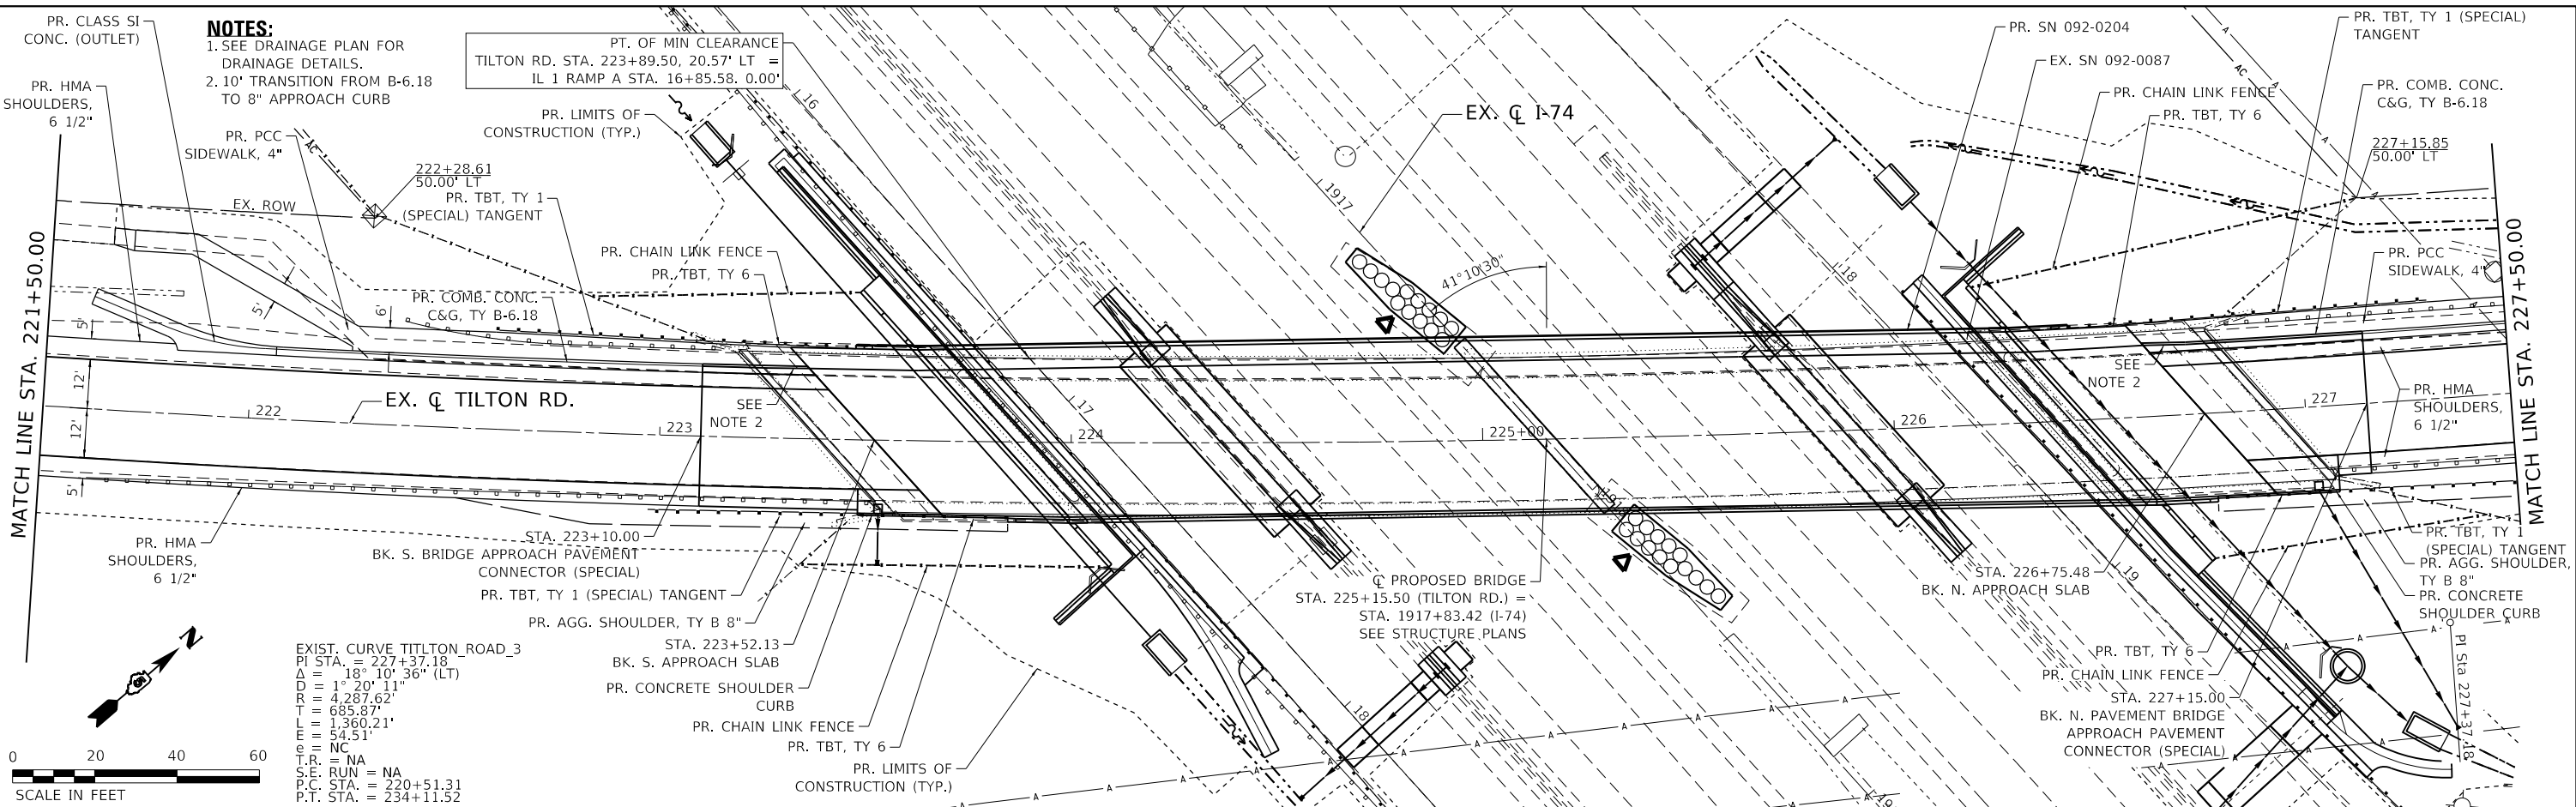 PR. CLASS SI
CONC. (OUTLET)
NOTES:
1. SEE DRAINAGE PLAN FOR
DRAINAGE DETAILS.
2. 10' TRANSITION FROM B-6.18
TO 8" APPROACH CURB
PR. HMA
SHOULDERS,
6 1/2"
PR. PCC
SIDEWALK, 4"
AC
222+28.61
50.00' LT
EX. ROW
PR. TBT, TY 1
(SPECIAL) TANGENT
PT. OF MIN CLEARANCE
TILTON RD. STA. 223+89.50, 20.57' LT =
IL 1 RAMP A STA. 16+85.58. 0.00'
PR. LIMITS OF
CONSTRUCTION (TYP.)
16
PR. CHAIN LINK FENCE
PR. TBT, TY 6
PR. COMB. CONC.
C&G, TY B-6.18
EX. ℄ I-74
1917
41°10'30"
PR. SN 092-0204
EX. SN 092-0087
PR. CHAIN LINK FENCE
PR. TBT, TY 6
PR. TBT, TY 1 (SPECIAL)
TANGENT
PR. COMB. CONC.
C&G, TY B-6.18
227+15.85
50.00' LT
A
A
AC
A
A
PR. PCC
SIDEWALK, 4"
18
MATCH LINE STA. 221+50.00
5'
5'
6'
12'
12'
5'
222
EX. ℄ TILTON RD.
223
SEE
NOTE 2
17
224
225+00
226
SEE
NOTE 2
227
PR. HMA
SHOULDERS,
6 1/2"
MATCH LINE STA. 227+50.00
PR. HMA
SHOULDERS,
6 1/2"
STA. 223+10.00
BK. S. BRIDGE APPROACH PAVEMENT
CONNECTOR (SPECIAL)
PR. TBT, TY 1 (SPECIAL) TANGENT
PR. AGG. SHOULDER, TY B 8"
STA. 223+52.13
BK. S. APPROACH SLAB
PR. CONCRETE SHOULDER
CURB
PR. CHAIN LINK FENCE
PR. TBT, TY 6
PR. LIMITS OF
CONSTRUCTION (TYP.)
℄ PROPOSED BRIDGE
STA. 225+15.50 (TILTON RD.) =
STA. 1917+83.42 (I-74)
SEE STRUCTURE PLANS
18
STA. 226+75.48
BK. N. APPROACH SLAB
19
PR. TBT, TY 1
(SPECIAL) TANGENT
PR. AGG. SHOULDER,
TY B 8"
PR. CONCRETE
SHOULDER CURB
PR. TBT, TY 6
PR. CHAIN LINK FENCE
STA. 227+15.00
BK. N. PAVEMENT BRIDGE
APPROACH PAVEMENT
CONNECTOR (SPECIAL)
PI Sta 227+37.18
N
EXIST. CURVE TITLTON_ROAD_3
PI STA. = 227+37.18
Δ = 18° 10' 36" (LT)
D = 1° 20' 11"
R = 4,287.62'
T = 685.87'
L = 1,360.21'
E = 54.51'
e = NC
T.R. = NA
S.E. RUN = NA
P.C. STA. = 220+51.31
P.T. STA. = 234+11.52
0 20 40 60
SCALE IN FEET